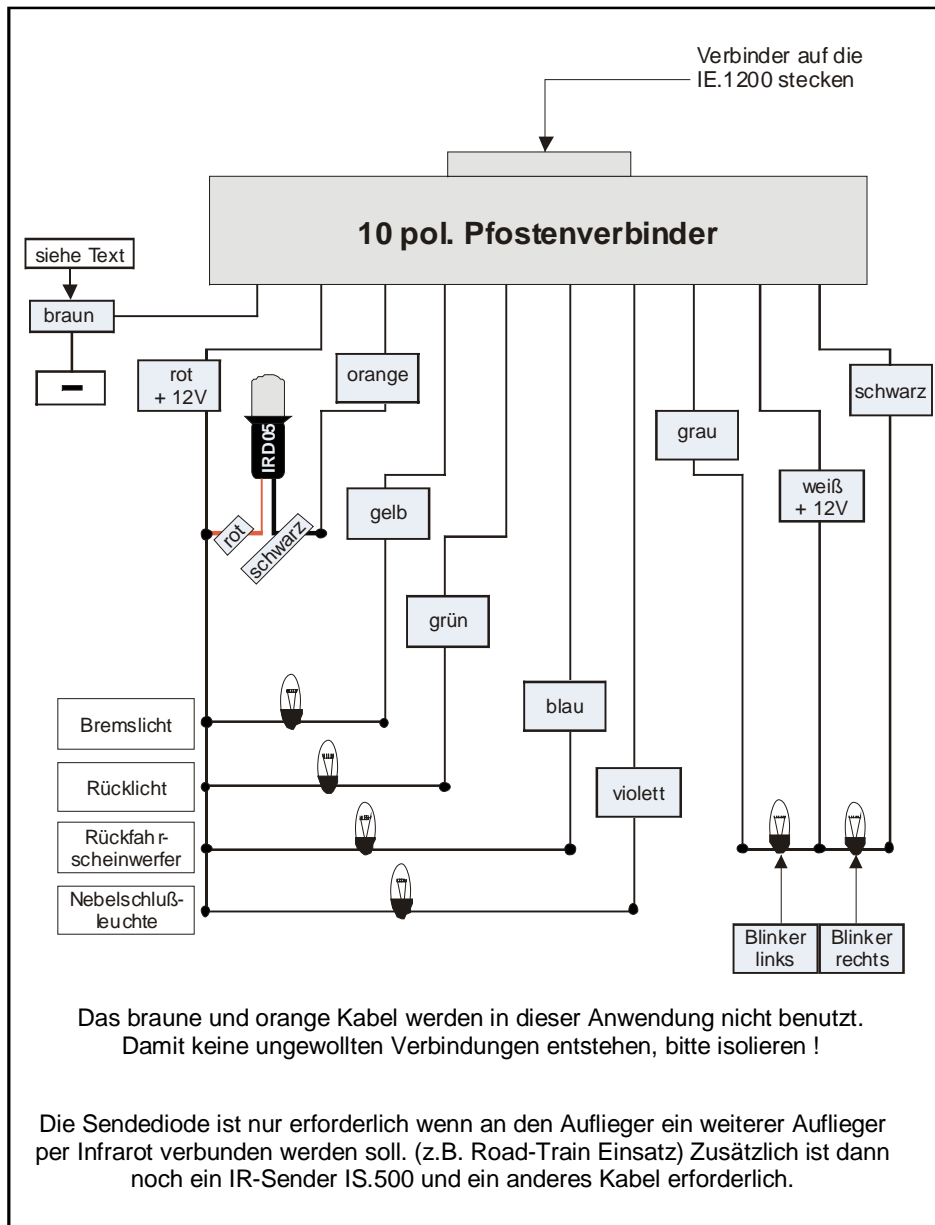 Verbinder auf die
IE.1200 stecken
10 pol. Pfostenverbinder
siehe Text
braun
-
rot
+ 12V
orange
IRD05
rot
schwarz
gelb
grün
blau
violett
grau
weiß
+ 12V
schwarz
Bremslicht
Rücklicht
Rückfahr-
scheinwerfer
Nebelschluß-
leuchte
Blinker
links
Blinker
rechts
Das braune und orange Kabel werden in dieser Anwendung nicht benutzt.
Damit keine ungewollten Verbindungen entstehen, bitte isolieren !
Die Sendediode ist nur erforderlich wenn an den Auflieger ein weiterer Auflieger
per Infrarot verbunden werden soll. (z.B. Road-Train Einsatz) Zusätzlich ist dann
noch ein IR-Sender IS.500 und ein anderes Kabel erforderlich.